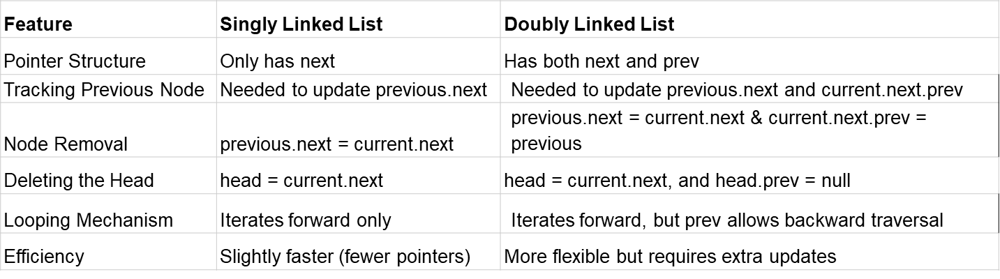 Feature Singly Linked List Doubly Linked List
Pointer Structure Only has next Has both next and prev
Tracking Previous Node Needed to update previous.next Needed to update previous.next and current.next.prev
previous.next = current.next & current.next.prev =
Node Removal previous.next = current.next previous
Deleting the Head head = current.next head = current.next, and head.prev = null
Looping Mechanism Iterates forward only Iterates forward, but prev allows backward traversal
Efficiency Slightly faster (fewer pointers) More flexible but requires extra updates